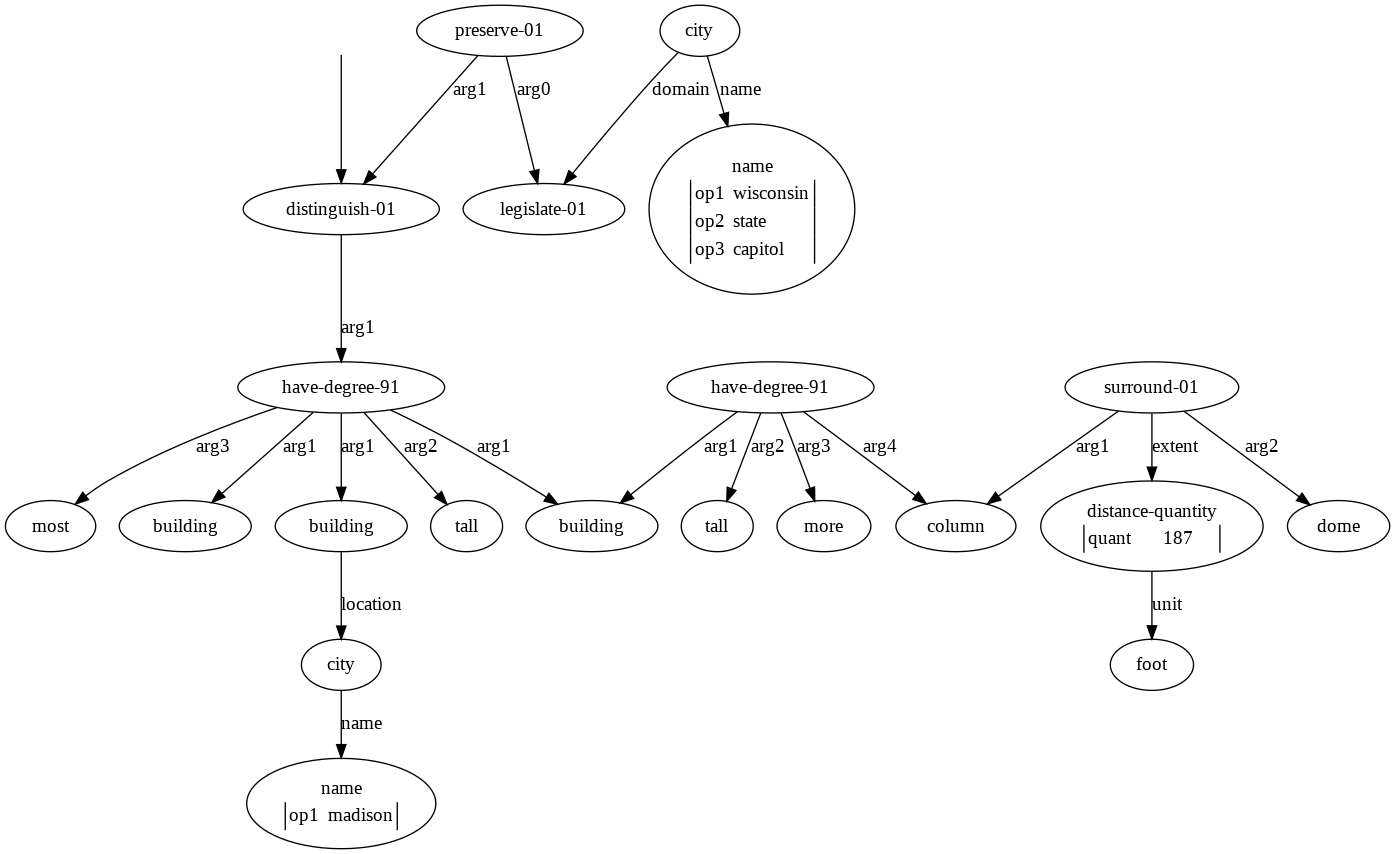 preserve-01
city
arg1
arg0
domain
name
name
op1 wisconsin
op2 state
op3 capitol
distinguish-01
legislate-01
arg1
have-degree-91
have-degree-91
surround-01
arg3
arg1
arg1
arg2
arg1
arg1
arg2
arg3
arg4
arg1
extent
arg2
most
building
building
tall
building
tall
more
column
distance-quantity
quant 187
dome
location
unit
city
foot
name
name
op1 madison